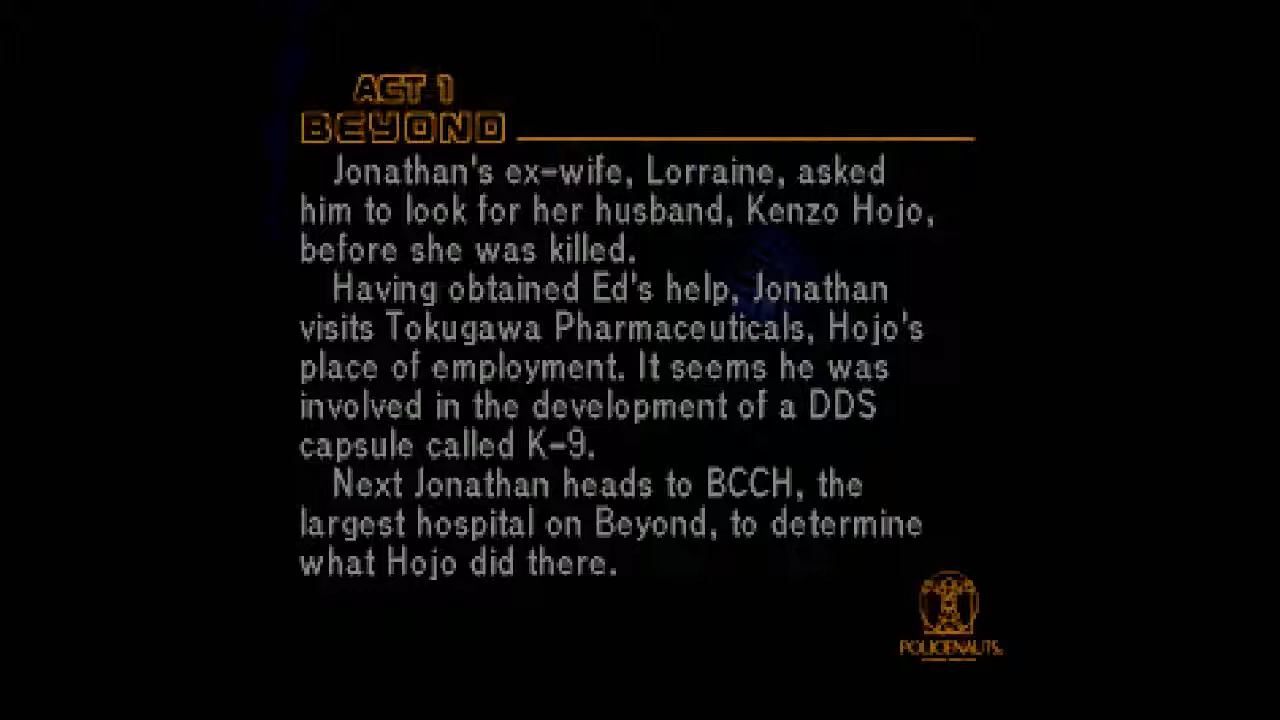 ACT 1
BEYOND
Jonathan's ex-wife, Lorraine, asked
him to look for her husband, Kenzo Hojo,
before she was killed.
Having obtained Ed's help, Jonathan
visits Tokugawa Pharmaceuticals, Hojo's
place of employment. It seems he was
involved in the development of a DDS
capsule called K-9.
Next Jonathan heads to BCCH, the
largest hospital on Beyond, to determine
what Hojo did there.
POLICENAUTS